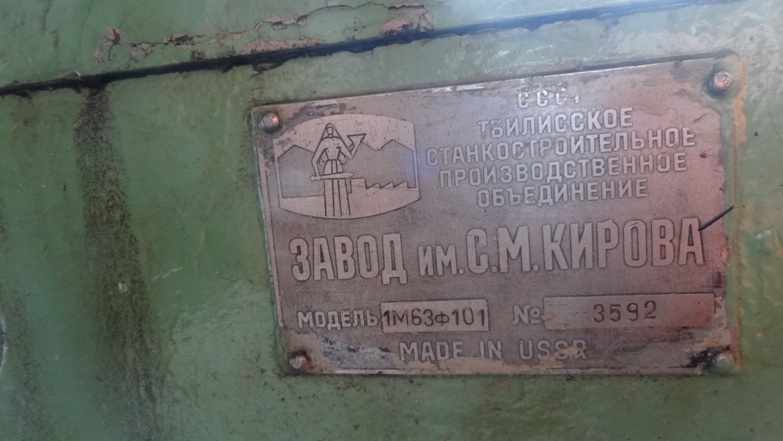 СССР
ТБИЛИССКОЕ
СТАНКОСТРОИТЕЛЬНОЕ
ПРОИЗВОДСТВЕННОЕ
ОБЪЕДИНЕНИЕ
ЗАВОД им. С.М.КИРОВА
МОДЕЛЬ 1М63Ф101 № 3592
MADE IN USSR